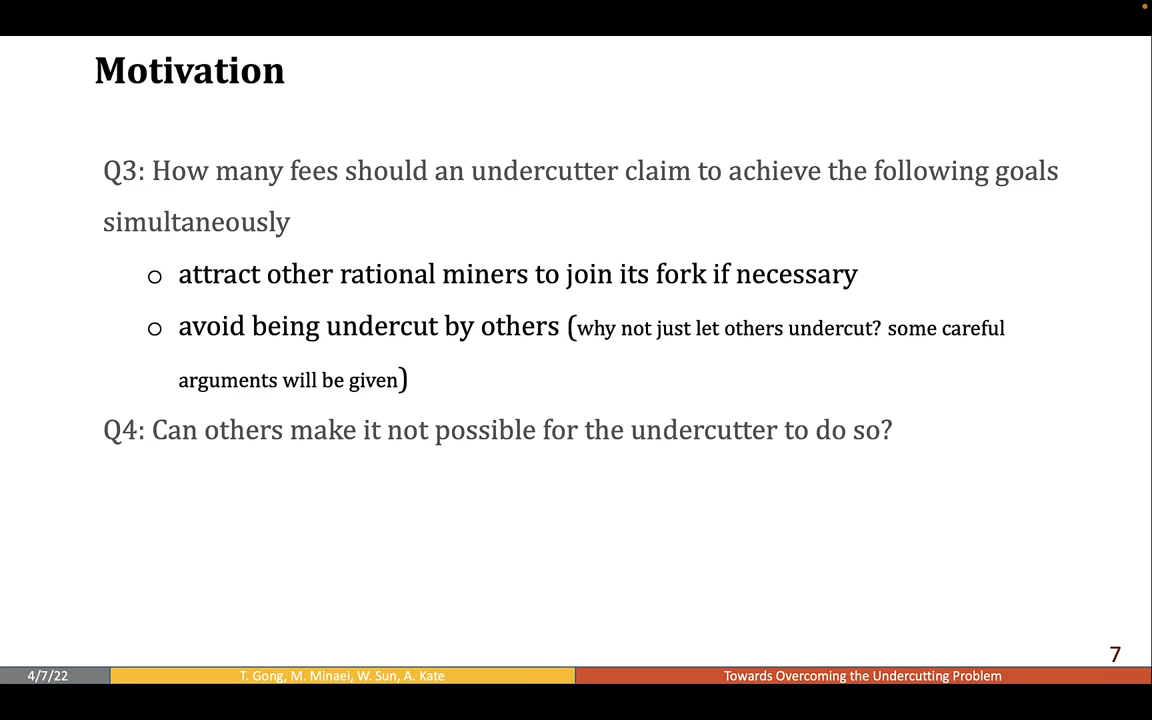 Motivation
Q3: How many fees should an undercutter claim to achieve the following goals
simultaneously
○ attract other rational miners to join its fork if necessary
○ avoid being undercut by others (why not just let others undercut? some careful
arguments will be given)
Q4: Can others make it not possible for the undercutter to do so?
7
4/7/22
T. Gong, M. Minaei, W. Sun, A. Kate
Towards Overcoming the Undercutting Problem